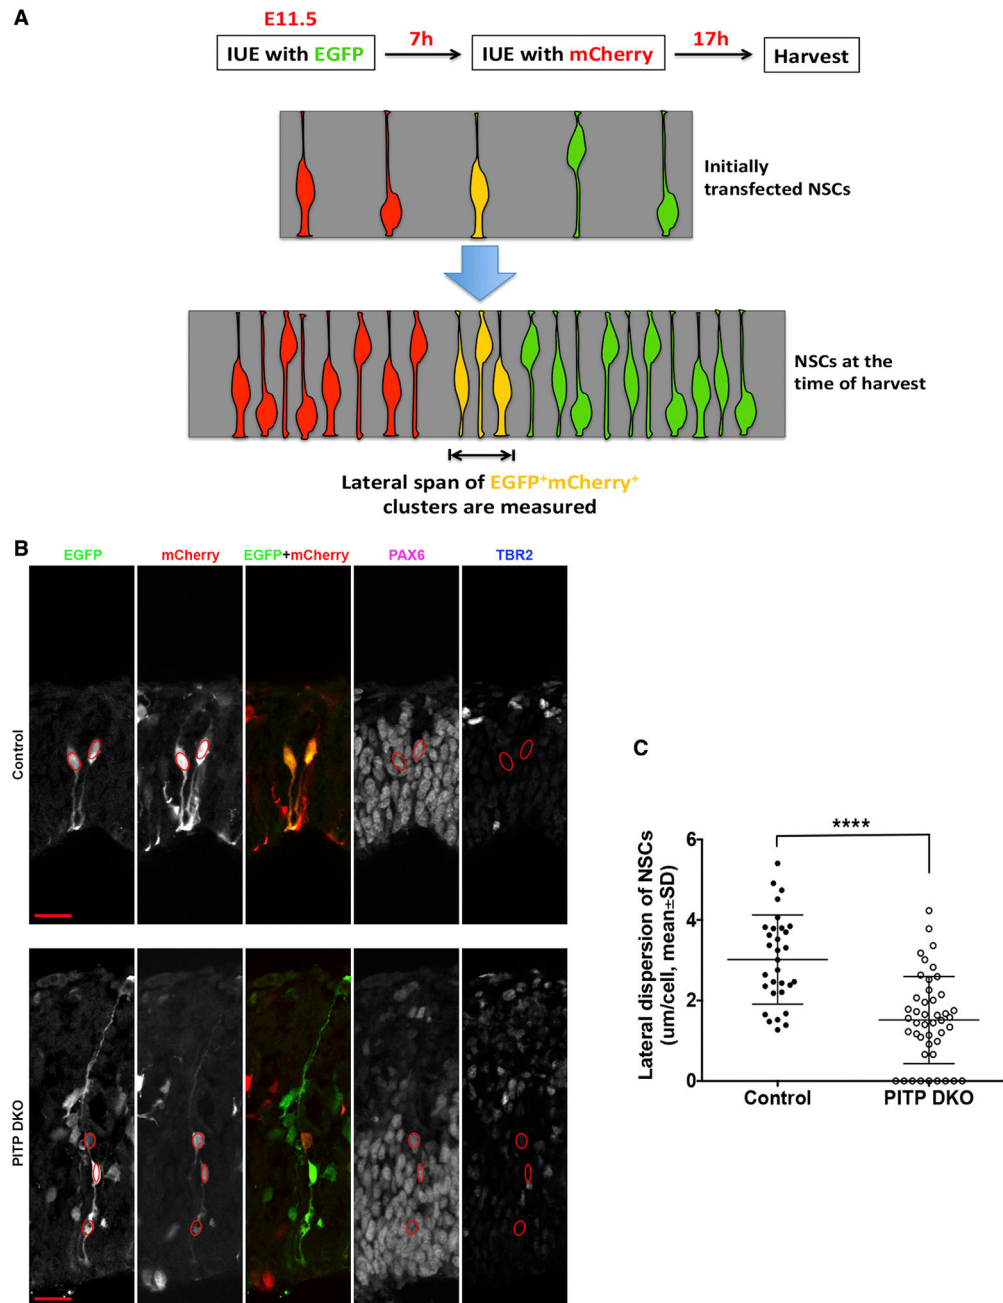 A
E11.5
IUE with EGFP
7h
IUE with mCherry
17h
Harvest
Initially
transfected NSCs
NSCs at the
time of harvest
Lateral span of EGFP⁺mCherry⁺
clusters are measured
B
EGFP
mCherry
EGFP+mCherry
PAX6
TBR2
Control
PITP DKO
C
Lateral dispersion of NSCs
(um/cell, mean±SD)
****
6
4
2
0
Control
PITP DKO